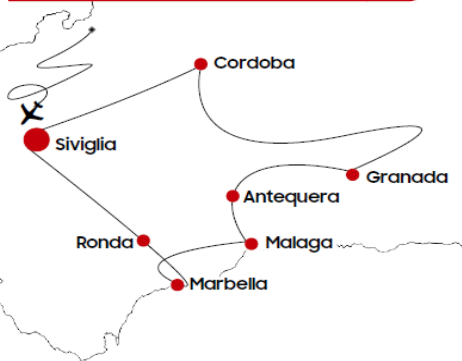 Cordoba
Siviglia
Granada
Antequera
Ronda
Malaga
Marbella